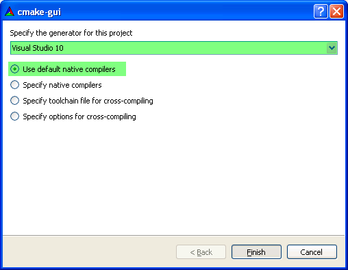 cmake-gui
Specify the generator for this project
Visual Studio 10
Use default native compilers
Specify native compilers
Specify toolchain file for cross-compiling
Specify options for cross-compiling
< Back
Finish
Cancel